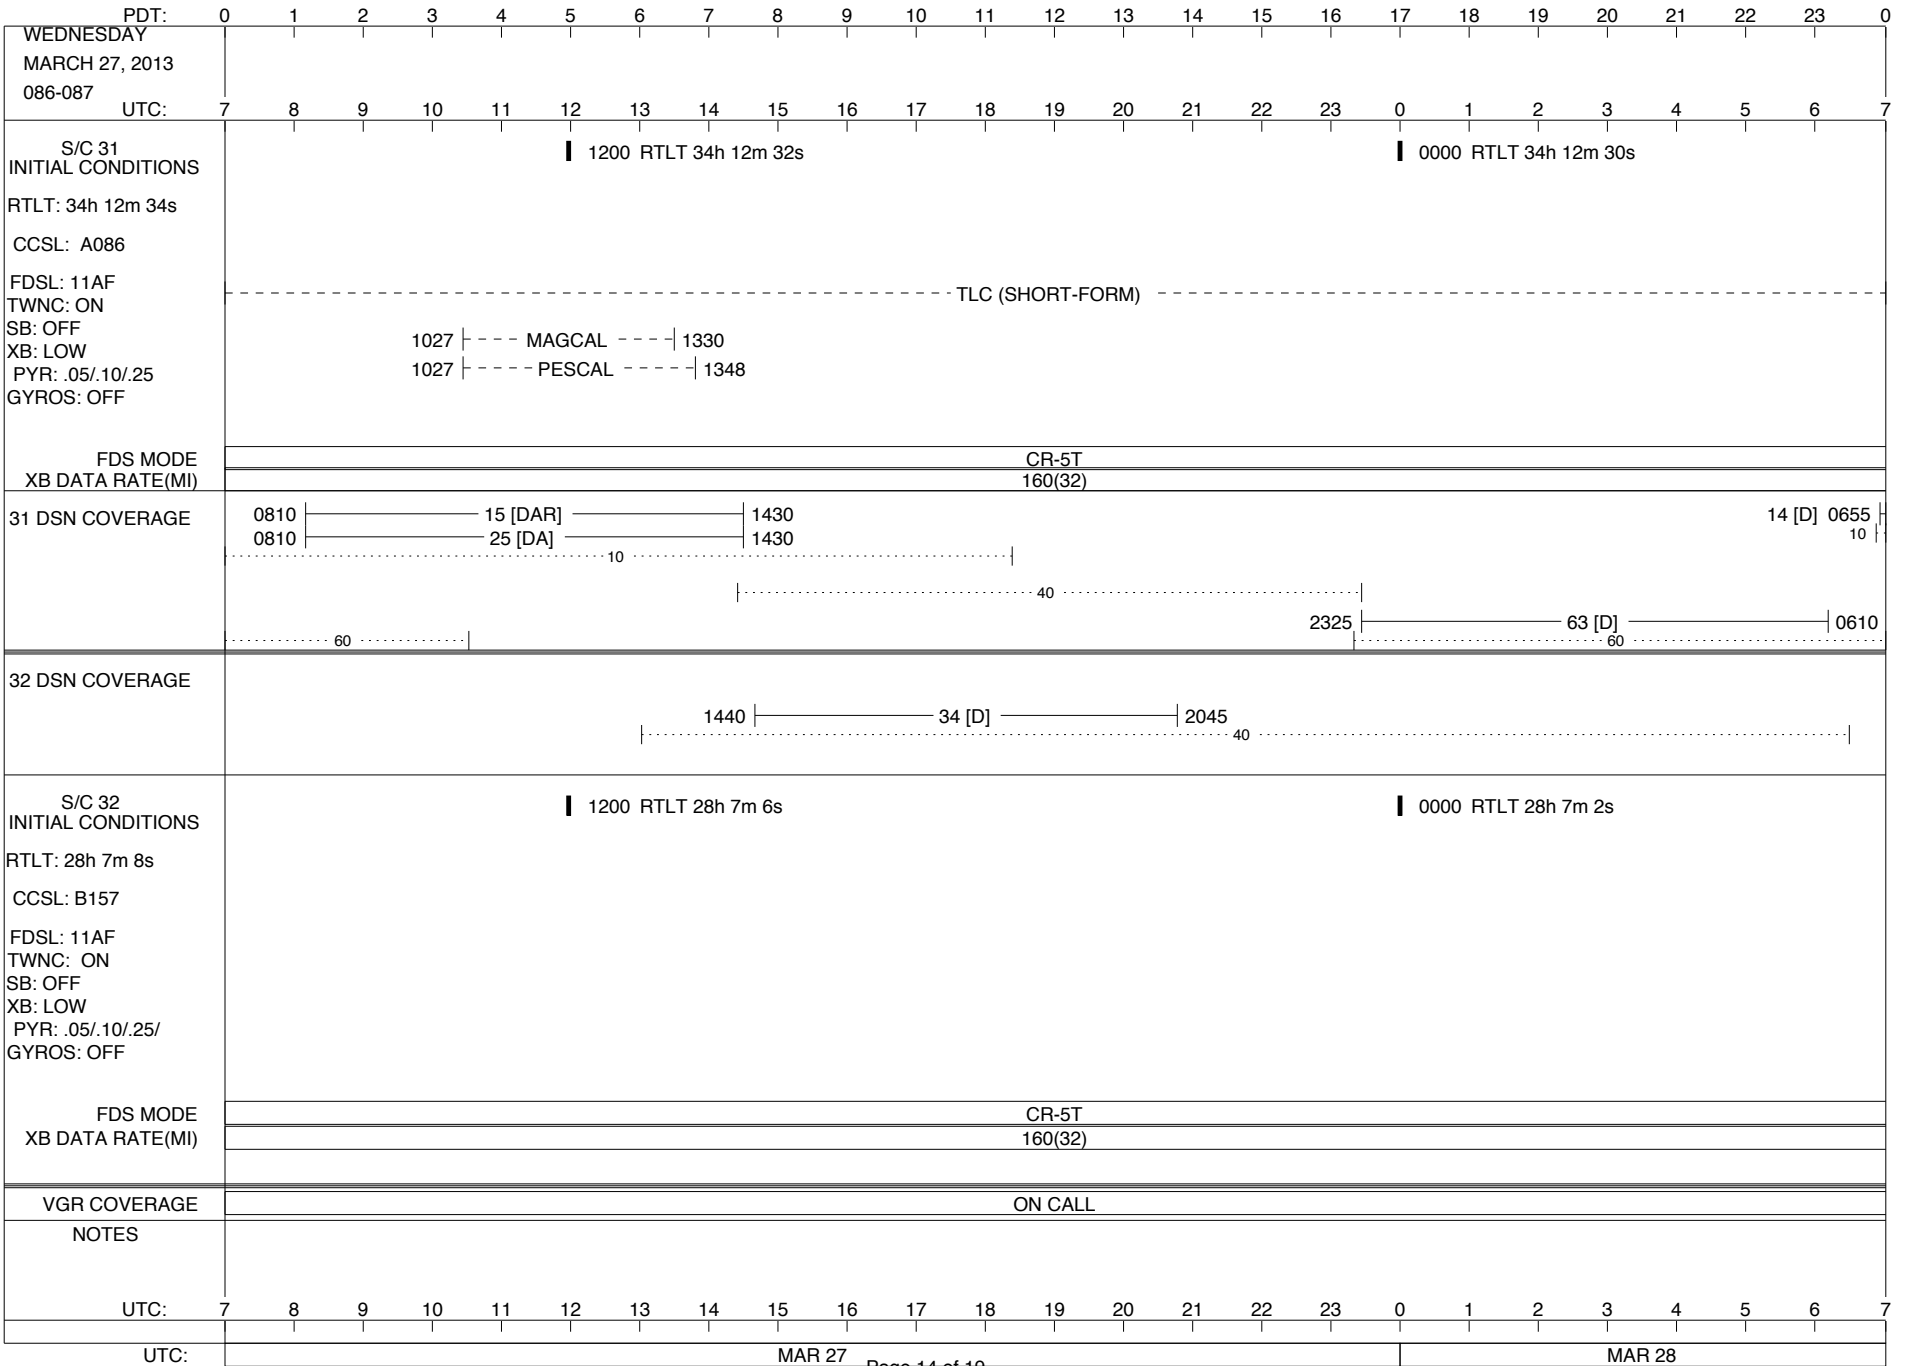 PDT: 0 1 2 3 4 5 6 7 8 9 10 11 12 13 14 15 16 17 18 19 20 21 22 23 0
WEDNESDAY
MARCH 27, 2013
086-087
UTC: 7 8 9 10 11 12 13 14 15 16 17 18 19 20 21 22 23 0 1 2 3 4 5 6 7
S/C 31
INITIAL CONDITIONS
1200 RTLT 34h 12m 32s
0000 RTLT 34h 12m 30s
RTLT: 34h 12m 34s
CCSL: A086
FDSL: 11AF
TWNC: ON
SB: OFF
XB: LOW
PYR: .05/.10/.25
GYROS: OFF
TLC (SHORT-FORM)
1027 MAGCAL 1330
1027 PESCAL 1348
FDS MODE CR-5T
XB DATA RATE(MI) 160(32)
31 DSN COVERAGE
0810 15 [DAR] 1430
14 [D] 0655
0810 25 [DA] 1430
10
10
40
2325 63 [D] 0610
60
60
32 DSN COVERAGE
1440 34 [D] 2045
40
S/C 32
INITIAL CONDITIONS
1200 RTLT 28h 7m 6s
0000 RTLT 28h 7m 2s
RTLT: 28h 7m 8s
CCSL: B157
FDSL: 11AF
TWNC: ON
SB: OFF
XB: LOW
PYR: .05/.10/.25/
GYROS: OFF
FDS MODE CR-5T
XB DATA RATE(MI) 160(32)
VGR COVERAGE ON CALL
NOTES
UTC: 7 8 9 10 11 12 13 14 15 16 17 18 19 20 21 22 23 0 1 2 3 4 5 6 7
UTC: MAR 27 MAR 28
Page 14 of 19